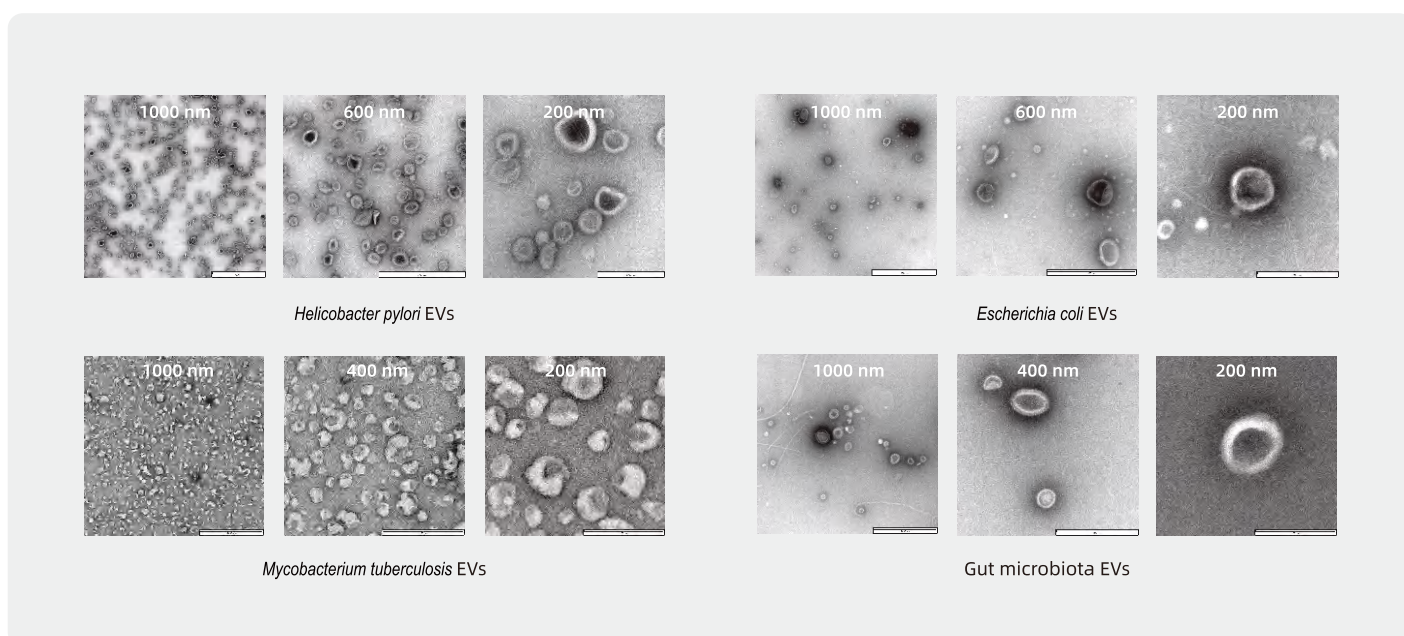 1000 nm 600 nm 200 nm
1000 nm 600 nm 200 nm
Helicobacter pylori EVs
Escherichia coli EVs
1000 nm 400 nm 200 nm
1000 nm 400 nm 200 nm
Mycobacterium tuberculosis EVs
Gut microbiota EVs